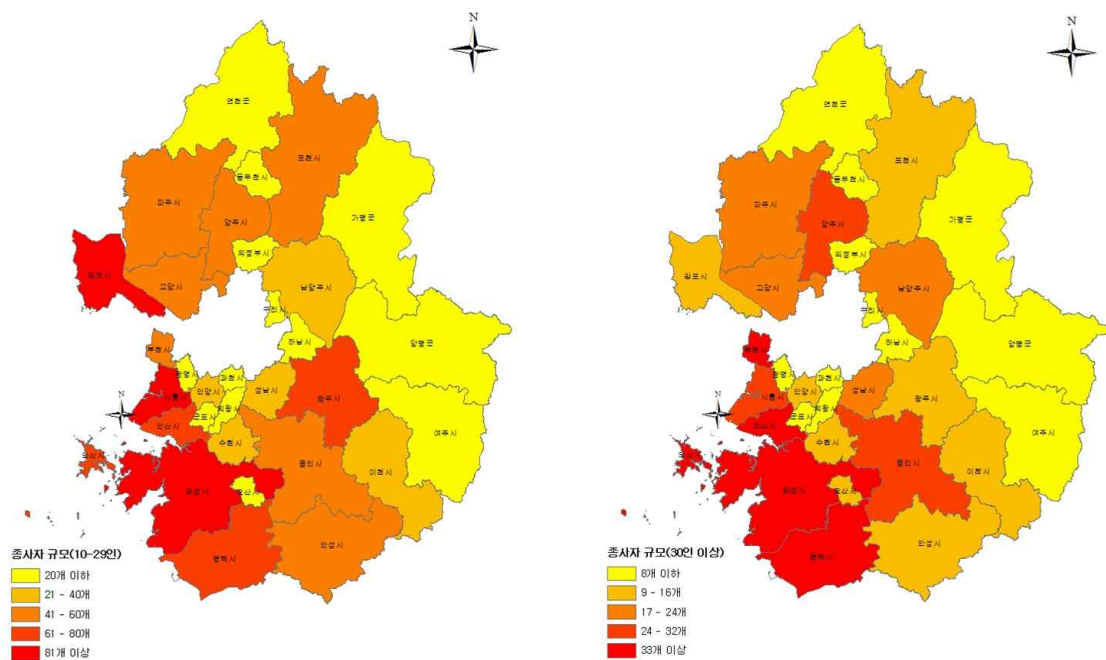 N
연천군
포천시
동두천시
가평군
파주시
양주시
의정부시
김포시
고양시
남양주시
구리시
하남시
양평군
부천시
광명시
과천시
시흥시
안양시
성남시
광주시
군포시
의왕시
안산시
수원시
여주시
용인시
이천시
안산시
화성시
오산시
안성시
평택시
종사자 규모(10-29인)
20개 이하
21 - 40개
41 - 60개
61 - 80개
81개 이상
N
연천군
포천시
동두천시
가평군
파주시
양주시
의정부시
김포시
고양시
남양주시
구리시
하남시
양평군
부천시
광명시
과천시
시흥시
안양시
성남시
광주시
군포시
의왕시
안산시
수원시
여주시
용인시
이천시
안산시
화성시
오산시
안성시
평택시
종사자 규모(30인 이상)
8개 이하
9 - 16개
17 - 24개
24 - 32개
33개 이상